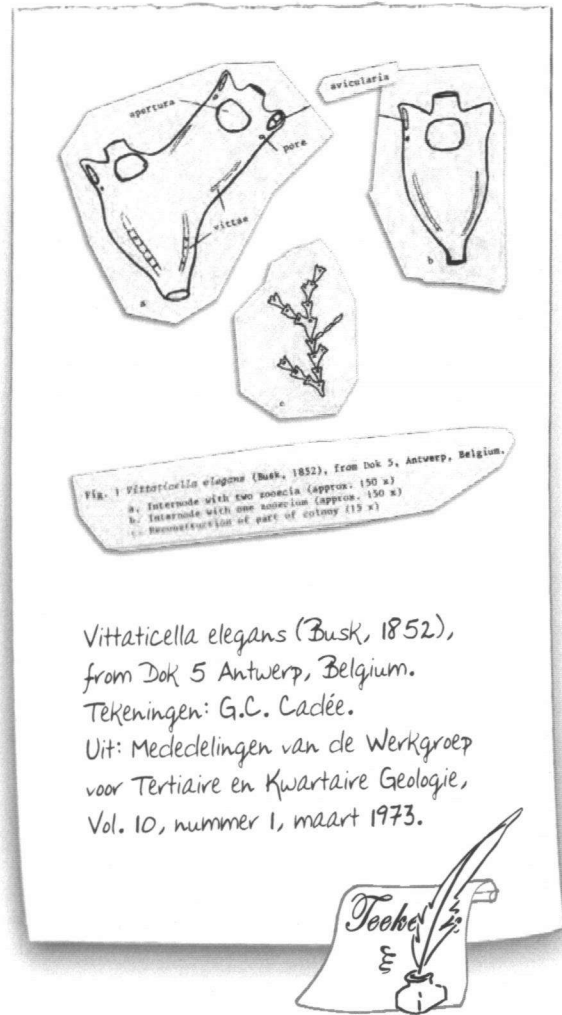 avicularia
apertura
pore
vittae
a
b
c
Fig. 1 Vittaticella elegans (Busk, 1852), from Dok 5, Antwerp, Belgium.
a. Internode with two zooecia (approx. 150 x)
b. Internode with one zooecium (approx. 150 x)
c. Reconstruction of part of colony (15 x)
Vittaticella elegans (Busk, 1852),
from Dok 5 Antwerp, Belgium.
Tekeningen: G.C. Cadée.
Uit: Mededelingen van de Werkgroep
voor Tertiaire en Kwartaire Geologie,
Vol. 10, nummer 1, maart 1973.